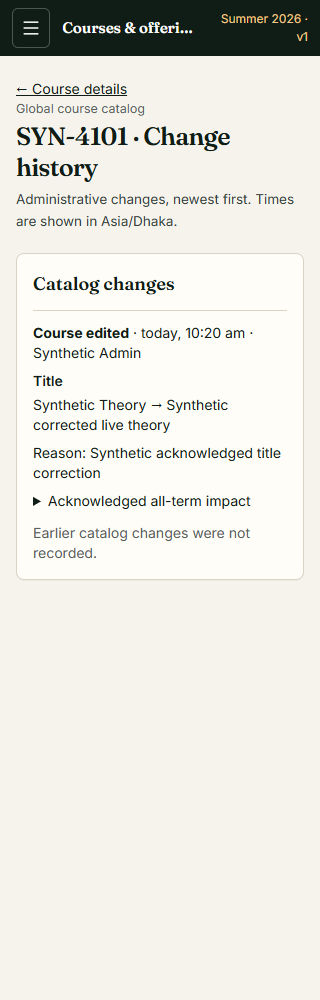 Courses & offeri...
Summer 2026 ·
v1
← Course details
Global course catalog
SYN-4101 · Change
history
Administrative changes, newest first. Times
are shown in Asia/Dhaka.
Catalog changes
Course edited · today, 10:20 am ·
Synthetic Admin
Title
Synthetic Theory → Synthetic
corrected live theory
Reason: Synthetic acknowledged title
correction
▶ Acknowledged all-term impact
Earlier catalog changes were not
recorded.